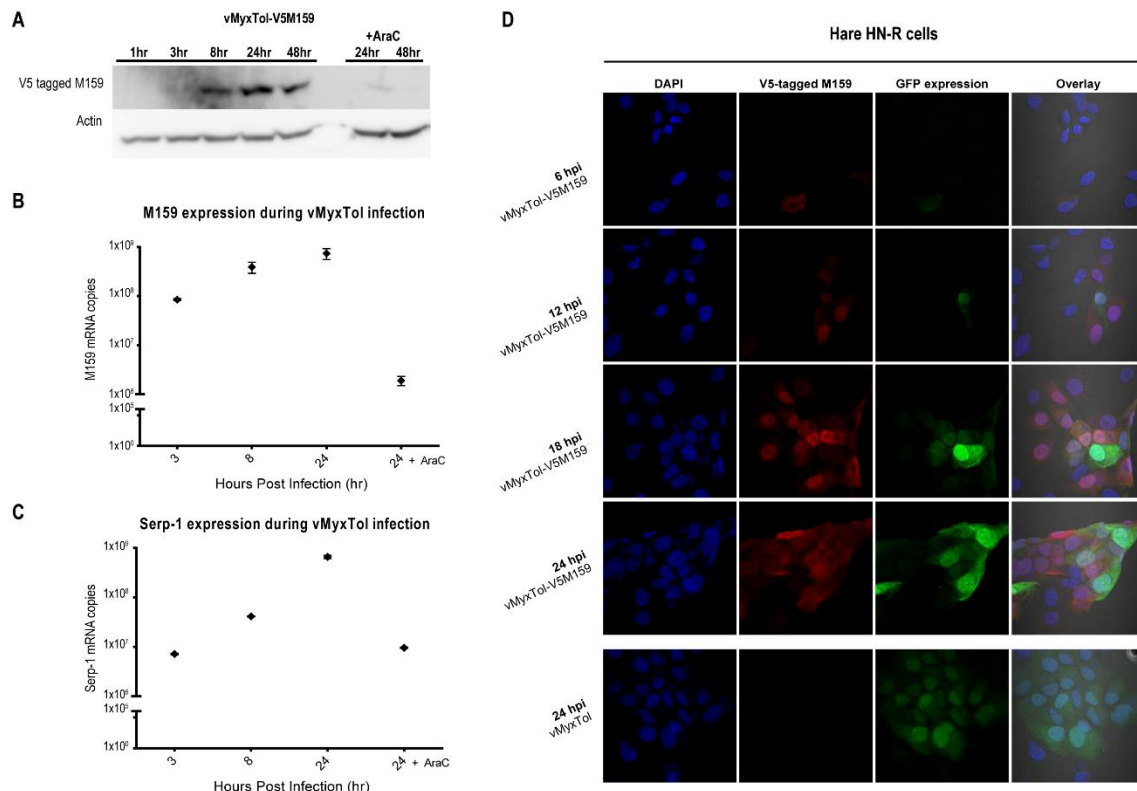 A
vMyxTol-V5M159
+AraC
1hr 3hr 8hr 24hr 48hr 24hr 48hr
V5 tagged M159
Actin
B
M159 expression during vMyxTol infection
M159 mRNA copies
1x10⁹
1x10⁸
1x10⁷
1x10⁶
1x10⁵
1x10⁰
3 8 24 24 + AraC
Hours Post Infection (hr)
C
Serp-1 expression during vMyxTol infection
Serp-1 mRNA copies
1x10⁹
1x10⁸
1x10⁷
1x10⁶
1x10⁵
1x10⁰
3 8 24 24 + AraC
Hours Post Infection (hr)
D
Hare HN-R cells
DAPI V5-tagged M159 GFP expression Overlay
6 hpi
vMyxTol-V5M159
12 hpi
vMyxTol-V5M159
18 hpi
vMyxTol-V5M159
24 hpi
vMyxTol-V5M159
24 hpi
vMyxTol